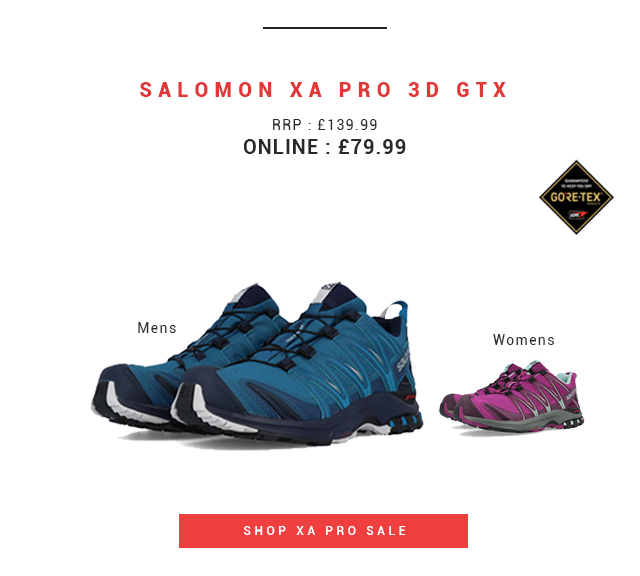 SALOMON XA PRO 3D GTX
RRP : £139.99
ONLINE : £79.99
GUARANTEED
TO KEEP YOU DRY
GORE-TEX
Mens
Womens
SHOP XA PRO SALE